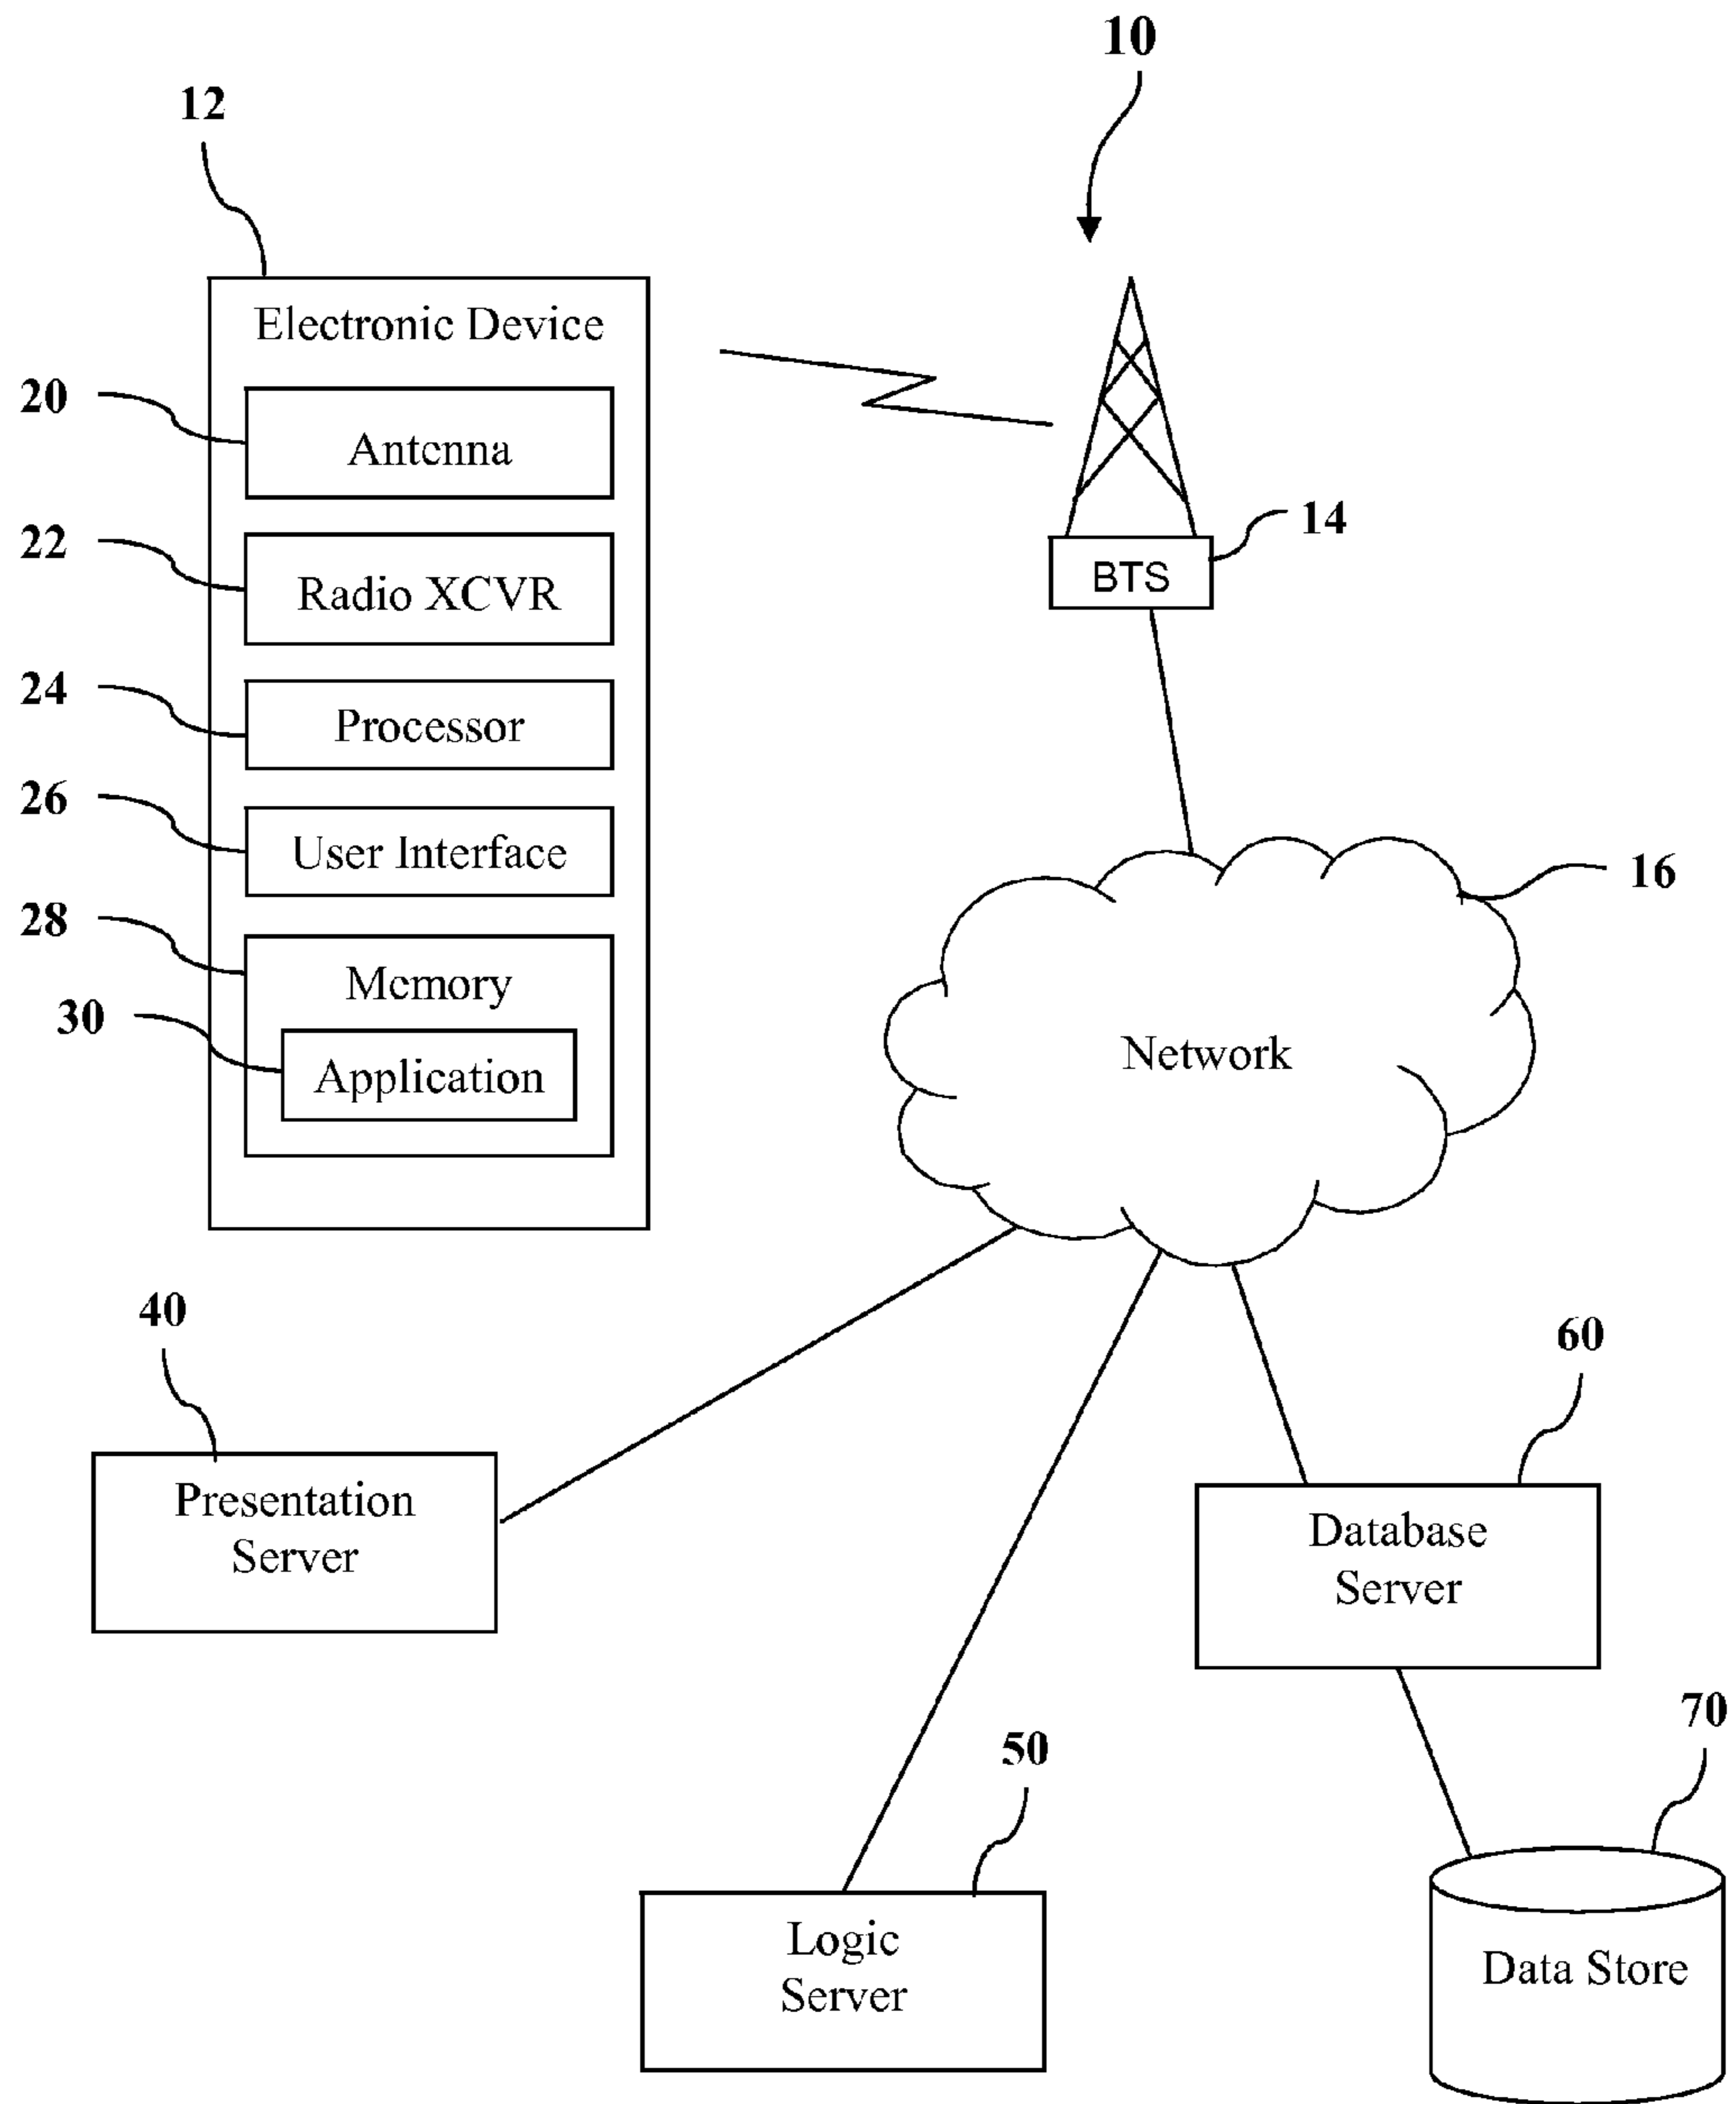 10
12
Electronic Device
20
Antenna
22
Radio XCVR
14
BTS
24
Processor
26
User Interface
28
Memory
16
30
Application
Network
40
Presentation
Server
60
Database
Server
50
Logic
Server
70
Data Store